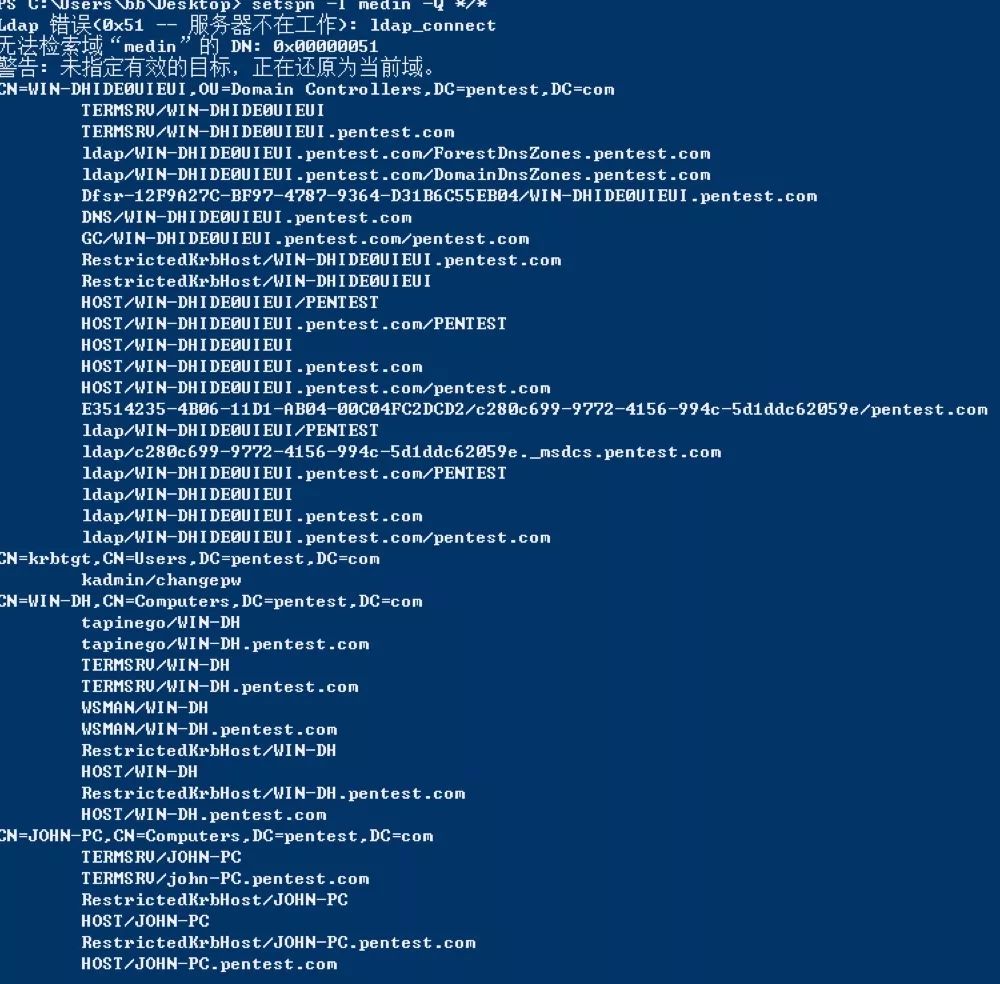 PS C:\Users\bb\Desktop> setspn -T medin -Q */*
Ldap 错误(0x51 -- 服务器不在工作): ldap_connect
无法检索域“medin”的 DN: 0x00000051
警告: 未指定有效的目标，正在还原为当前域。
CN=WIN-DHIDE0UIEUI,OU=Domain Controllers,DC=pentest,DC=com
TERMSRV/WIN-DHIDE0UIEUI
TERMSRV/WIN-DHIDE0UIEUI.pentest.com
ldap/WIN-DHIDE0UIEUI.pentest.com/ForestDnsZones.pentest.com
ldap/WIN-DHIDE0UIEUI.pentest.com/DomainDnsZones.pentest.com
Dfsr-12F9A27C-BF97-4787-9364-D31B6C55EB04/WIN-DHIDE0UIEUI.pentest.com
DNS/WIN-DHIDE0UIEUI.pentest.com
GC/WIN-DHIDE0UIEUI.pentest.com/pentest.com
RestrictedKrbHost/WIN-DHIDE0UIEUI.pentest.com
RestrictedKrbHost/WIN-DHIDE0UIEUI
HOST/WIN-DHIDE0UIEUI/PENTEST
HOST/WIN-DHIDE0UIEUI.pentest.com/PENTEST
HOST/WIN-DHIDE0UIEUI
HOST/WIN-DHIDE0UIEUI.pentest.com
HOST/WIN-DHIDE0UIEUI.pentest.com/pentest.com
E3514235-4B06-11D1-AB04-00C04FC2DCD2/c280c699-9772-4156-994c-5d1ddc62059e/pentest.com
ldap/WIN-DHIDE0UIEUI/PENTEST
ldap/c280c699-9772-4156-994c-5d1ddc62059e._msdcs.pentest.com
ldap/WIN-DHIDE0UIEUI.pentest.com/PENTEST
ldap/WIN-DHIDE0UIEUI
ldap/WIN-DHIDE0UIEUI.pentest.com
ldap/WIN-DHIDE0UIEUI.pentest.com/pentest.com
CN=krbtgt,CN=Users,DC=pentest,DC=com
kadmin/changepw
CN=WIN-DH,CN=Computers,DC=pentest,DC=com
tapinego/WIN-DH
tapinego/WIN-DH.pentest.com
TERMSRV/WIN-DH
TERMSRV/WIN-DH.pentest.com
WSMAN/WIN-DH
WSMAN/WIN-DH.pentest.com
RestrictedKrbHost/WIN-DH
HOST/WIN-DH
RestrictedKrbHost/WIN-DH.pentest.com
HOST/WIN-DH.pentest.com
CN=JOHN-PC,CN=Computers,DC=pentest,DC=com
TERMSRV/JOHN-PC
TERMSRV/john-PC.pentest.com
RestrictedKrbHost/JOHN-PC
HOST/JOHN-PC
RestrictedKrbHost/JOHN-PC.pentest.com
HOST/JOHN-PC.pentest.com